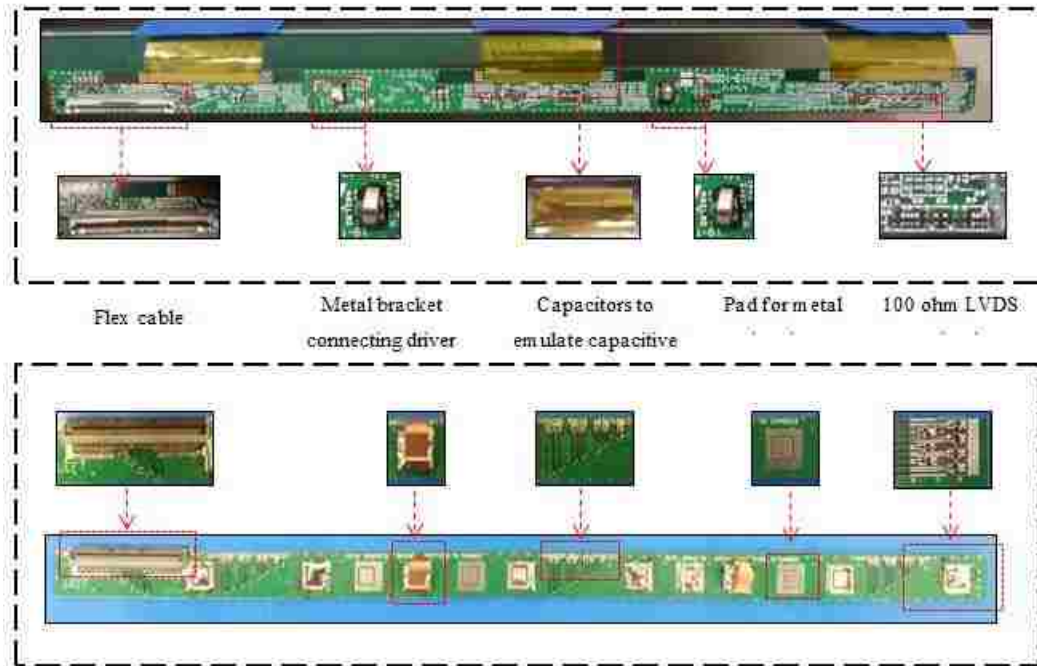 Flex cable
Metal bracket
connecting driver
Capacitors to
emulate capacitive
Pad for metal
100 ohm LVDS